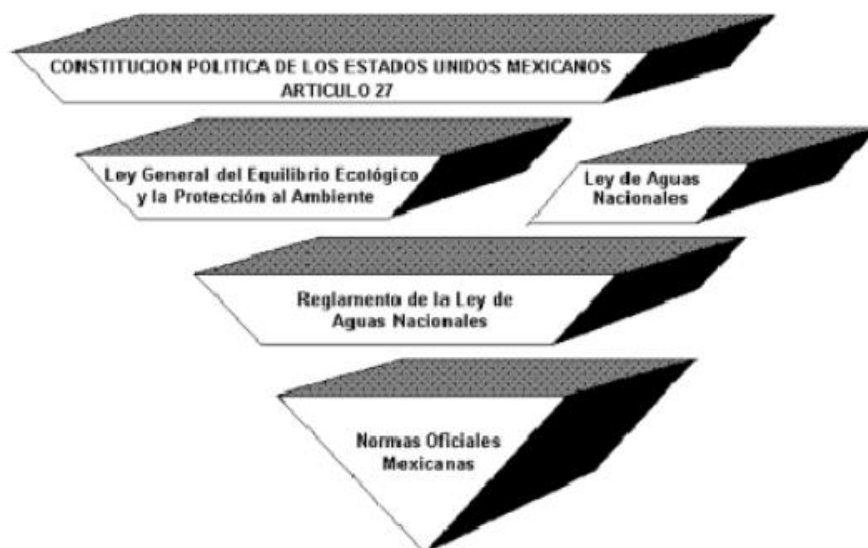 CONSTITUCION POLITICA DE LOS ESTADOS UNIDOS MEXICANOS
ARTICULO 27
Ley General del Equilibrio Ecológico
y la Protección al Ambiente
Ley de Aguas
Nacionales
Reglamento de la Ley de
Aguas Nacionales
Normas Oficiales
Mexicanas